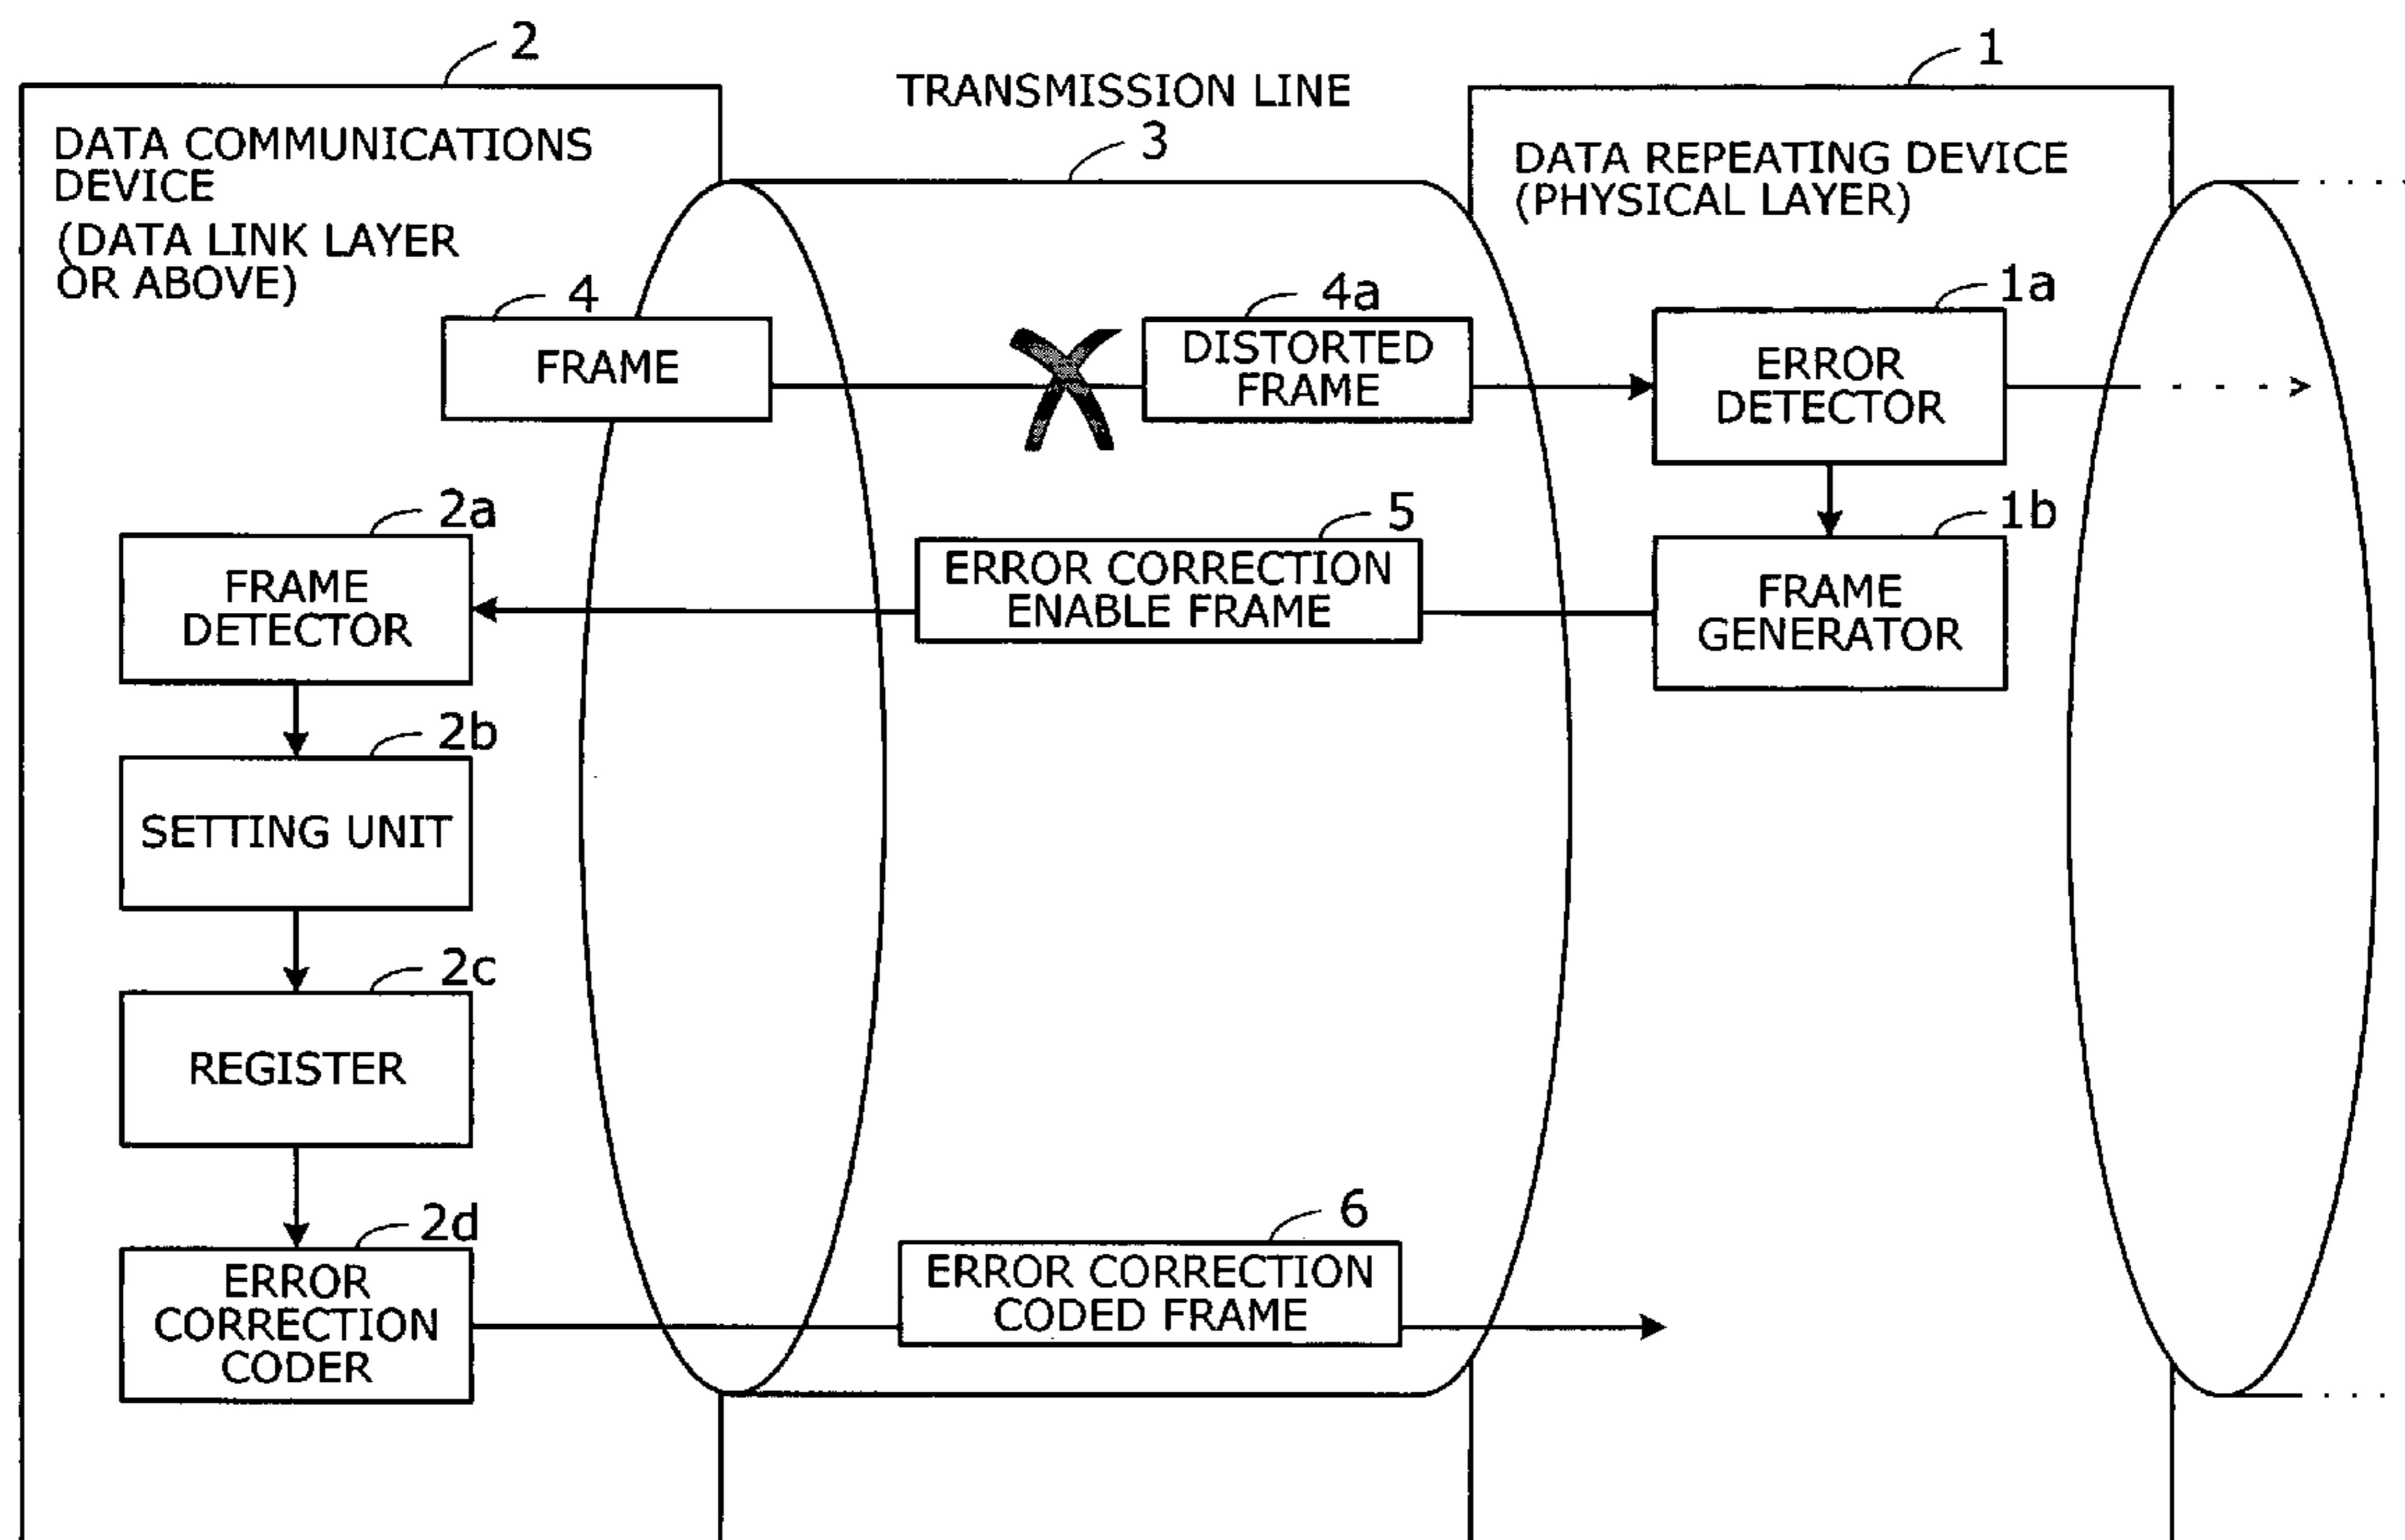 2
1
TRANSMISSION LINE
3
DATA COMMUNICATIONS
DEVICE
(DATA LINK LAYER
OR ABOVE)
DATA REPEATING DEVICE
(PHYSICAL LAYER)
4
FRAME
4a
DISTORTED
FRAME
1a
ERROR
DETECTOR
2a
FRAME
DETECTOR
5
ERROR CORRECTION
ENABLE FRAME
1b
FRAME
GENERATOR
2b
SETTING UNIT
2c
REGISTER
2d
ERROR
CORRECTION
CODER
6
ERROR CORRECTION
CODED FRAME